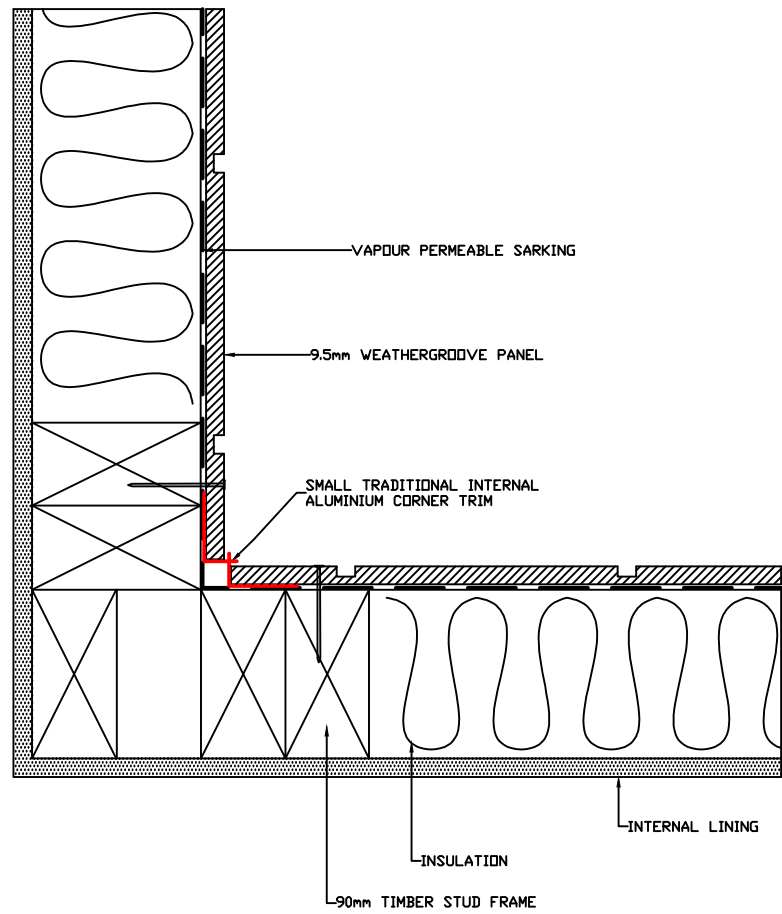 VAPOUR PERMEABLE SARKING
9.5mm WEATHERGROOVE PANEL
SMALL TRADITIONAL INTERNAL
ALUMINIUM CORNER TRIM
INTERNAL LINING
INSULATION
90mm TIMBER STUD FRAME